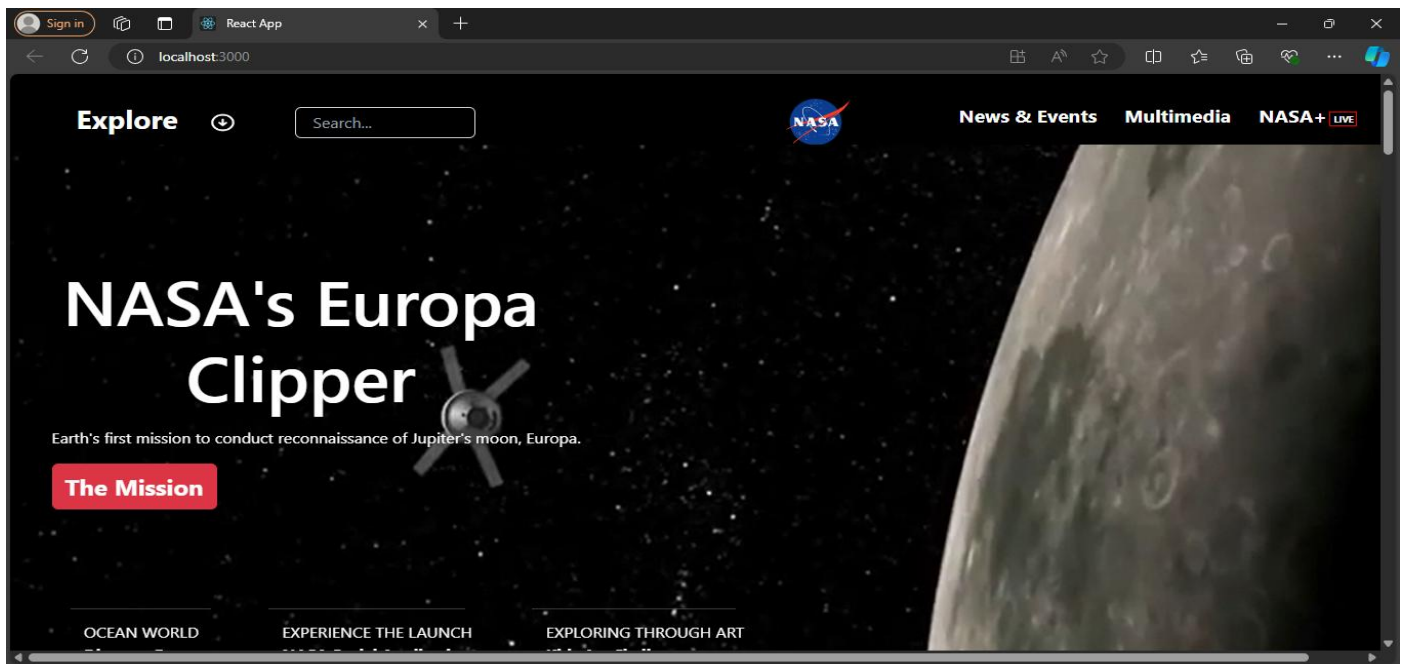 Sign in
React App
localhost:3000
Explore
Search...
NASA
News & Events
Multimedia
NASA+ LIVE
NASA's Europa
Clipper
Earth's first mission to conduct reconnaissance of Jupiter's moon, Europa.
The Mission
OCEAN WORLD
EXPERIENCE THE LAUNCH
EXPLORING THROUGH ART